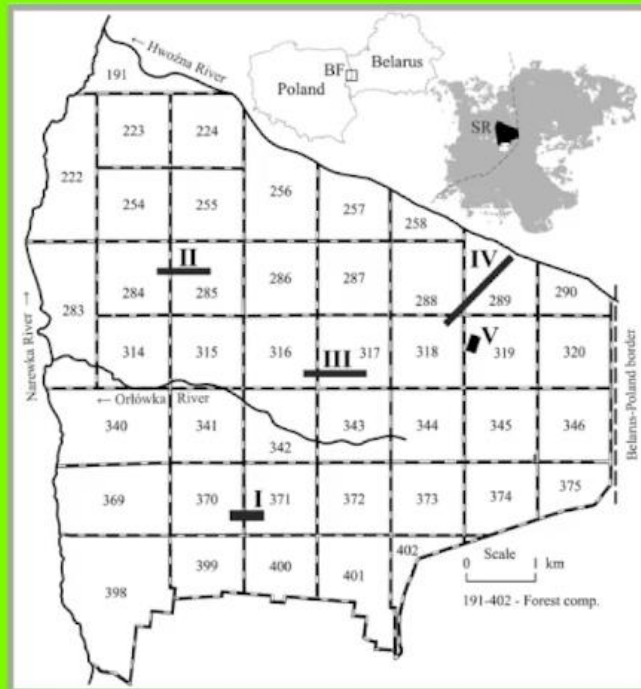 ← Hwoźna River
BF
Belarus
Poland
SR
191
223 224
222
256
254 255 257
258
II IV
286 287
284 285 288 289 290
283
Narewka River →
V
314 315 316 III 317 318 319 320
Belarus-Poland border
← Orłówka River
340 341 343 344 345 346
342
I
369 370 371 372 373 374 375
402
Scale
399 400 401
0 1 km
398
191-402 - Forest comp.